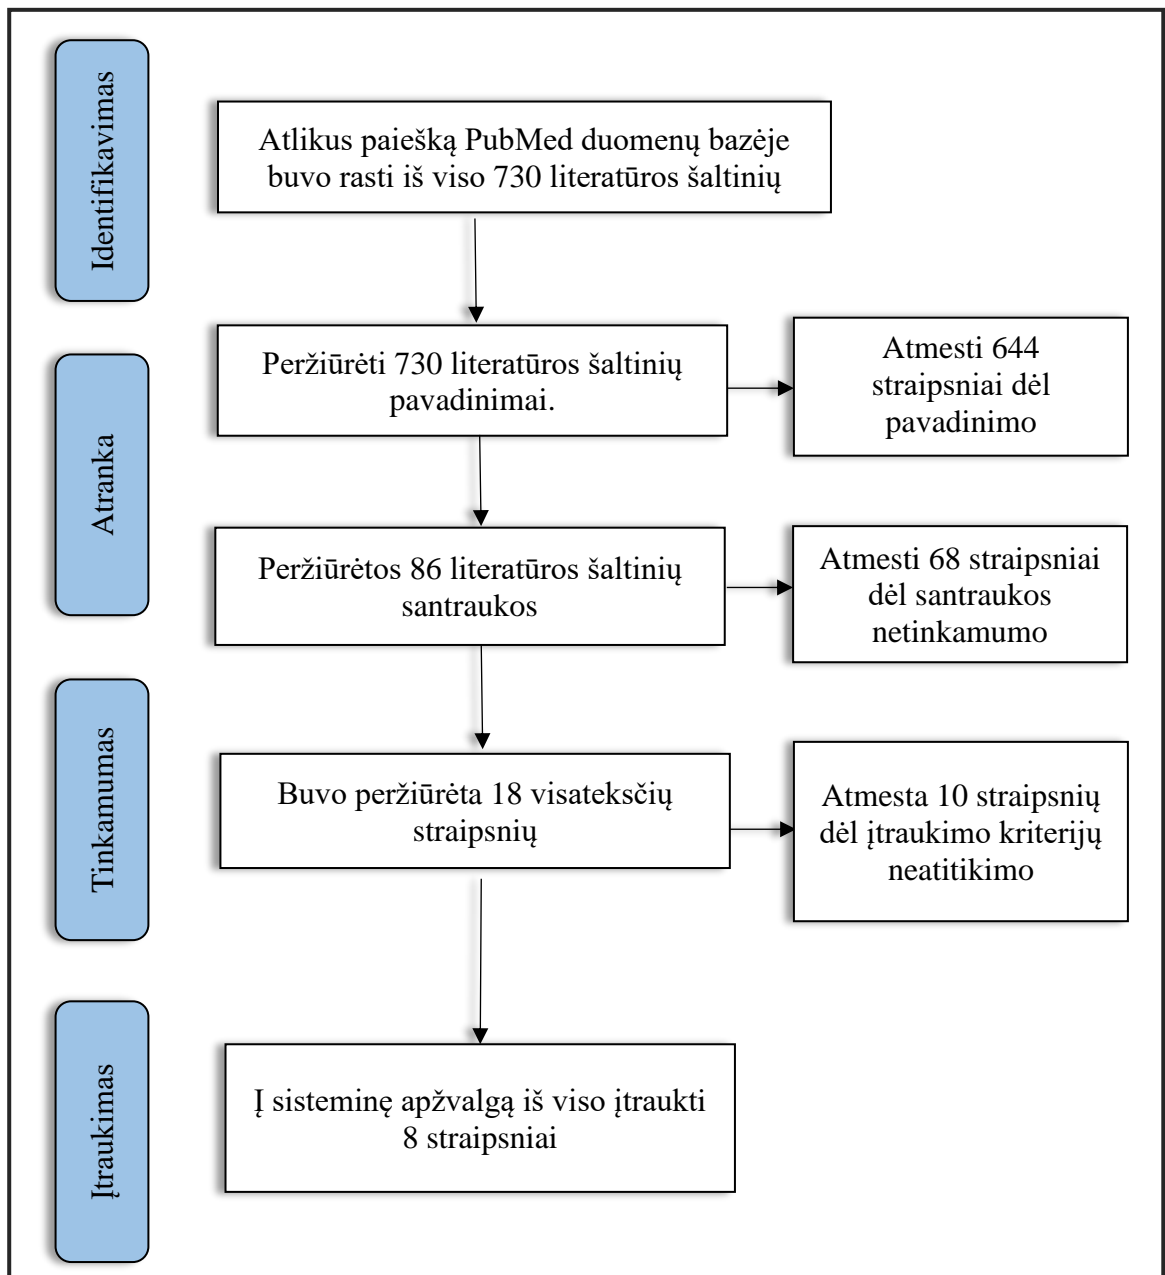 Identifikavimas
Atlikus paiešką PubMed duomenų bazėje
buvo rasti iš viso 730 literatūros šaltinių
Atranka
Peržiūrėti 730 literatūros šaltinių
pavadinimai.
Atmesti 644
straipsniai dėl
pavadinimo
Peržiūrėtos 86 literatūros šaltinių
santraukos
Atmesti 68 straipsniai
dėl santraukos
netinkamumo
Tinkamumas
Buvo peržiūrėta 18 visateksčių
straipsnių
Atmesta 10 straipsnių
dėl įtraukimo kriterijų
neatitikimo
Įtraukimas
Į sisteminę apžvalgą iš viso įtraukti
8 straipsniai